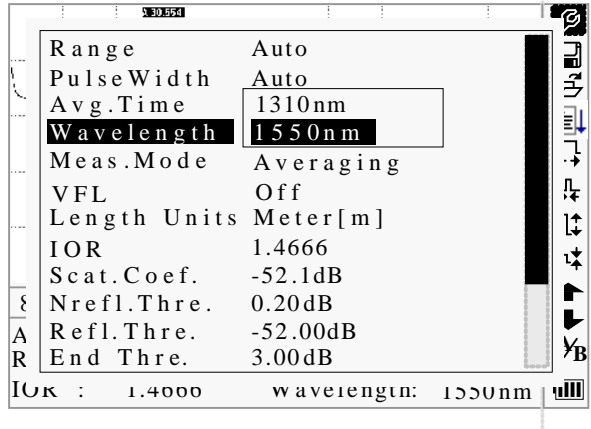 A 30.554
Range Auto
PulseWidth Auto
Avg.Time 1310nm
Wavelength 1550nm
Meas.Mode Averaging
VFL Off
Length Units Meter[m]
IOR 1.4666
Scat.Coef. -52.1dB
Nrefl.Thre. 0.20dB
Refl.Thre. -52.00dB
A
R End Thre. 3.00dB
IOR : 1.4666 Wavelength: 1550nm